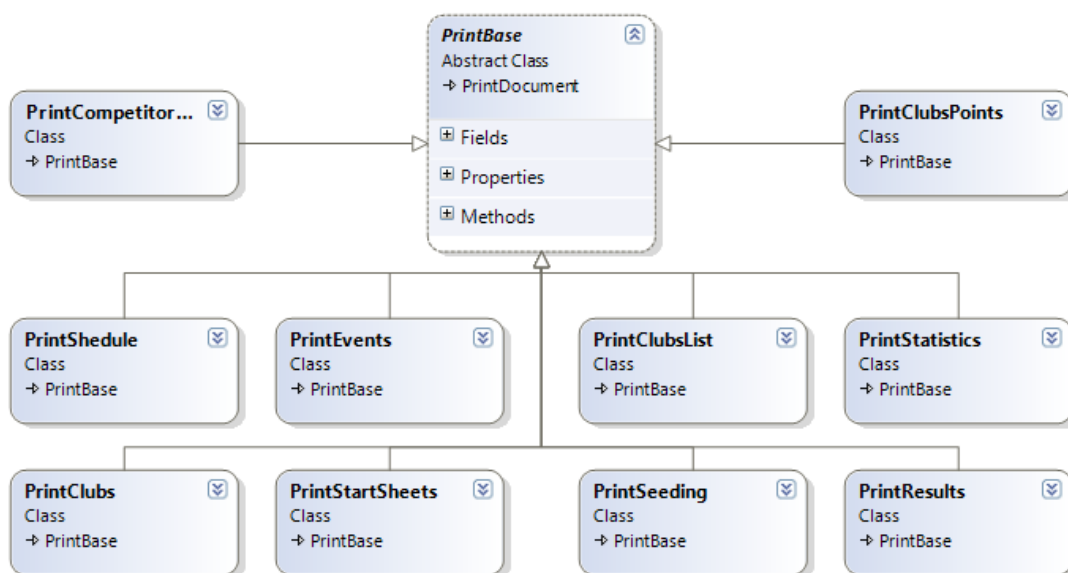 PrintBase
Abstract Class
PrintDocument
Fields
Properties
Methods
PrintCompetitor...
Class
PrintBase
PrintClubsPoints
Class
PrintBase
PrintShedule
Class
PrintBase
PrintEvents
Class
PrintBase
PrintClubsList
Class
PrintBase
PrintStatistics
Class
PrintBase
PrintClubs
Class
PrintBase
PrintStartSheets
Class
PrintBase
PrintSeeding
Class
PrintBase
PrintResults
Class
PrintBase